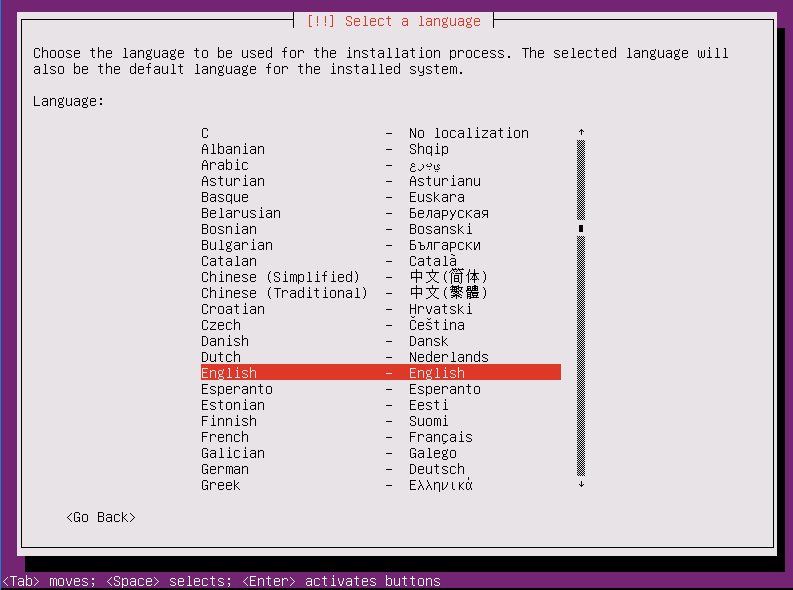 [!!] Select a language
Choose the language to be used for the installation process. The selected language will
also be the default language for the installed system.
Language:
C - No localization
Albanian - Shqip
Arabic - عربي
Asturian - Asturianu
Basque - Euskara
Belarusian - Беларуская
Bosnian - Bosanski
Bulgarian - Български
Catalan - Català
Chinese (Simplified) - 中文(简体)
Chinese (Traditional) - 中文(繁體)
Croatian - Hrvatski
Czech - Čeština
Danish - Dansk
Dutch - Nederlands
English - English
Esperanto - Esperanto
Estonian - Eesti
Finnish - Suomi
French - Français
Galician - Galego
German - Deutsch
Greek - Ελληνικά
<Go Back>
<Tab> moves; <Space> selects; <Enter> activates buttons